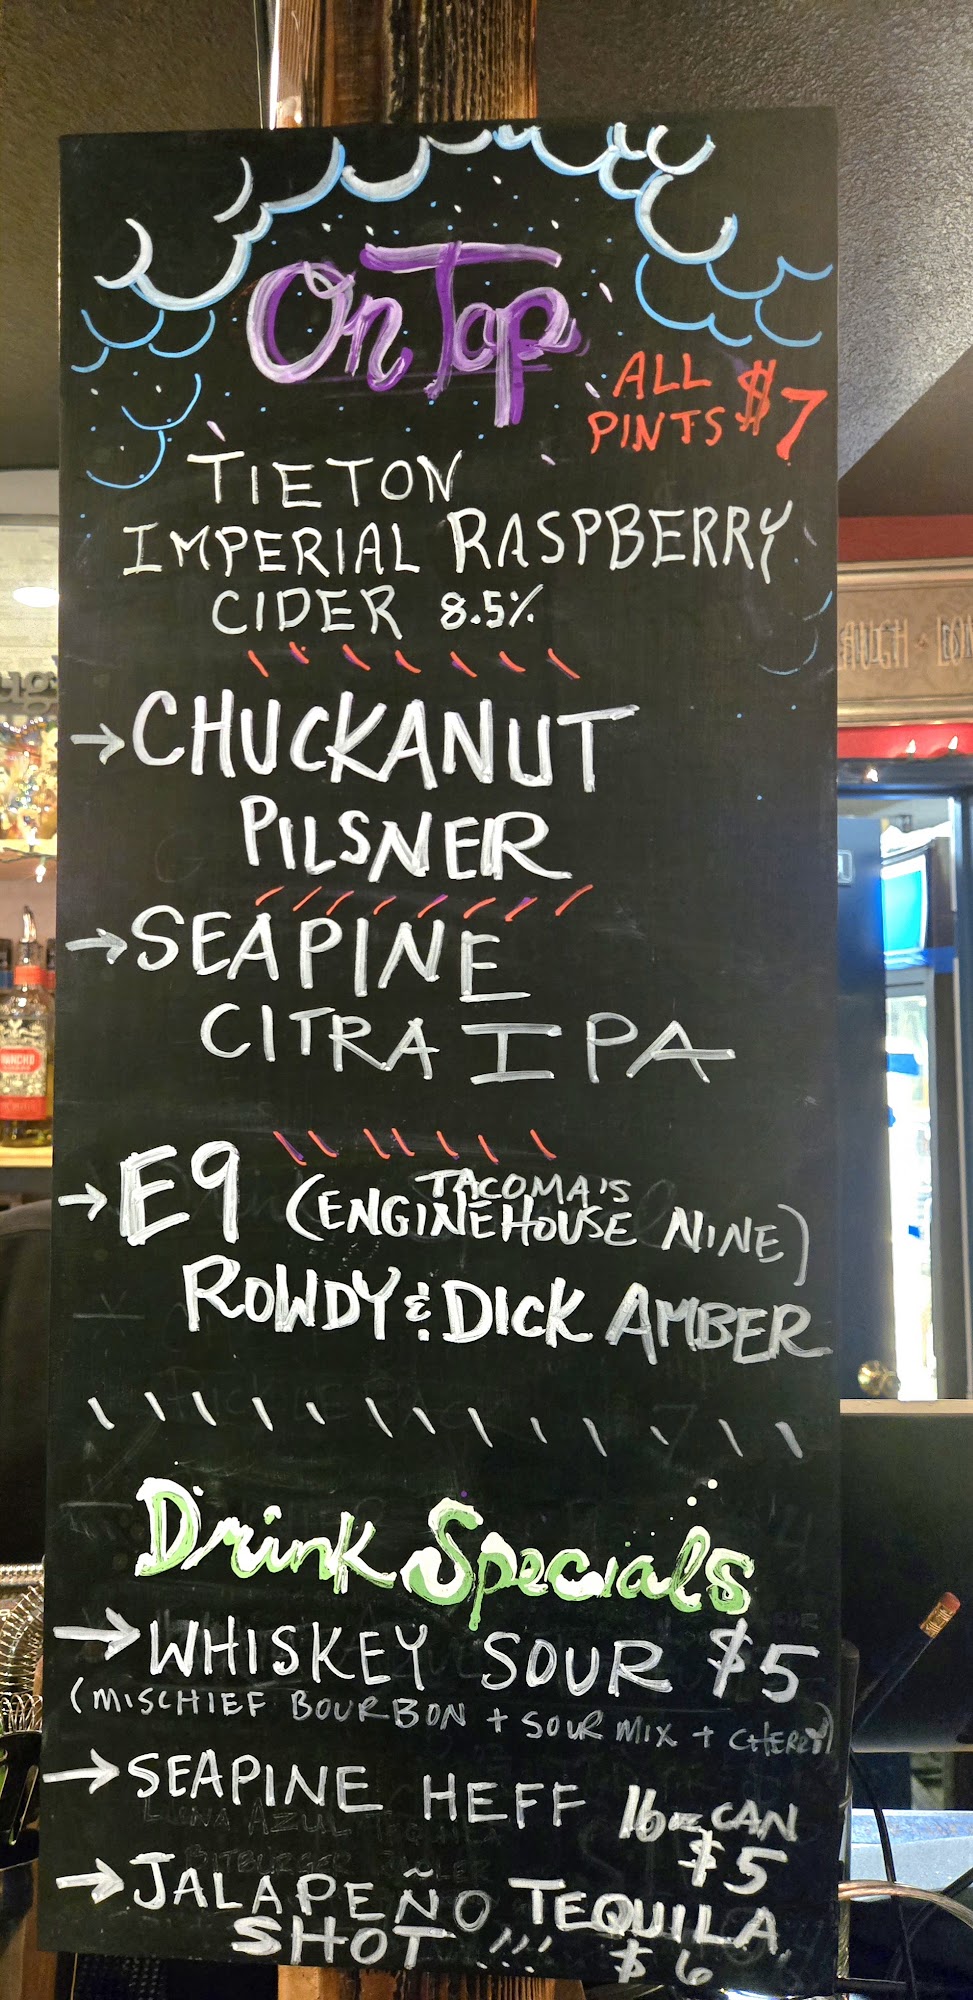 On Tap
ALL
PINTS $7
TIETON
IMPERIAL RASPBERRY
CIDER 8.5%
→ CHUCKANUT
PILSNER
→ SEAPINE
CITRA IPA
→ E9 (TACOMA'S
ENGINEHOUSE NINE)
ROWDY & DICK AMBER
Drink Specials
→ WHISKEY SOUR $5
(MISCHIEF BOURBON + SOUR MIX + CHERRY)
→ SEAPINE HEFF 16oz CAN
$5
→ JALAPEÑO TEQUILA
SHOT !!! $6